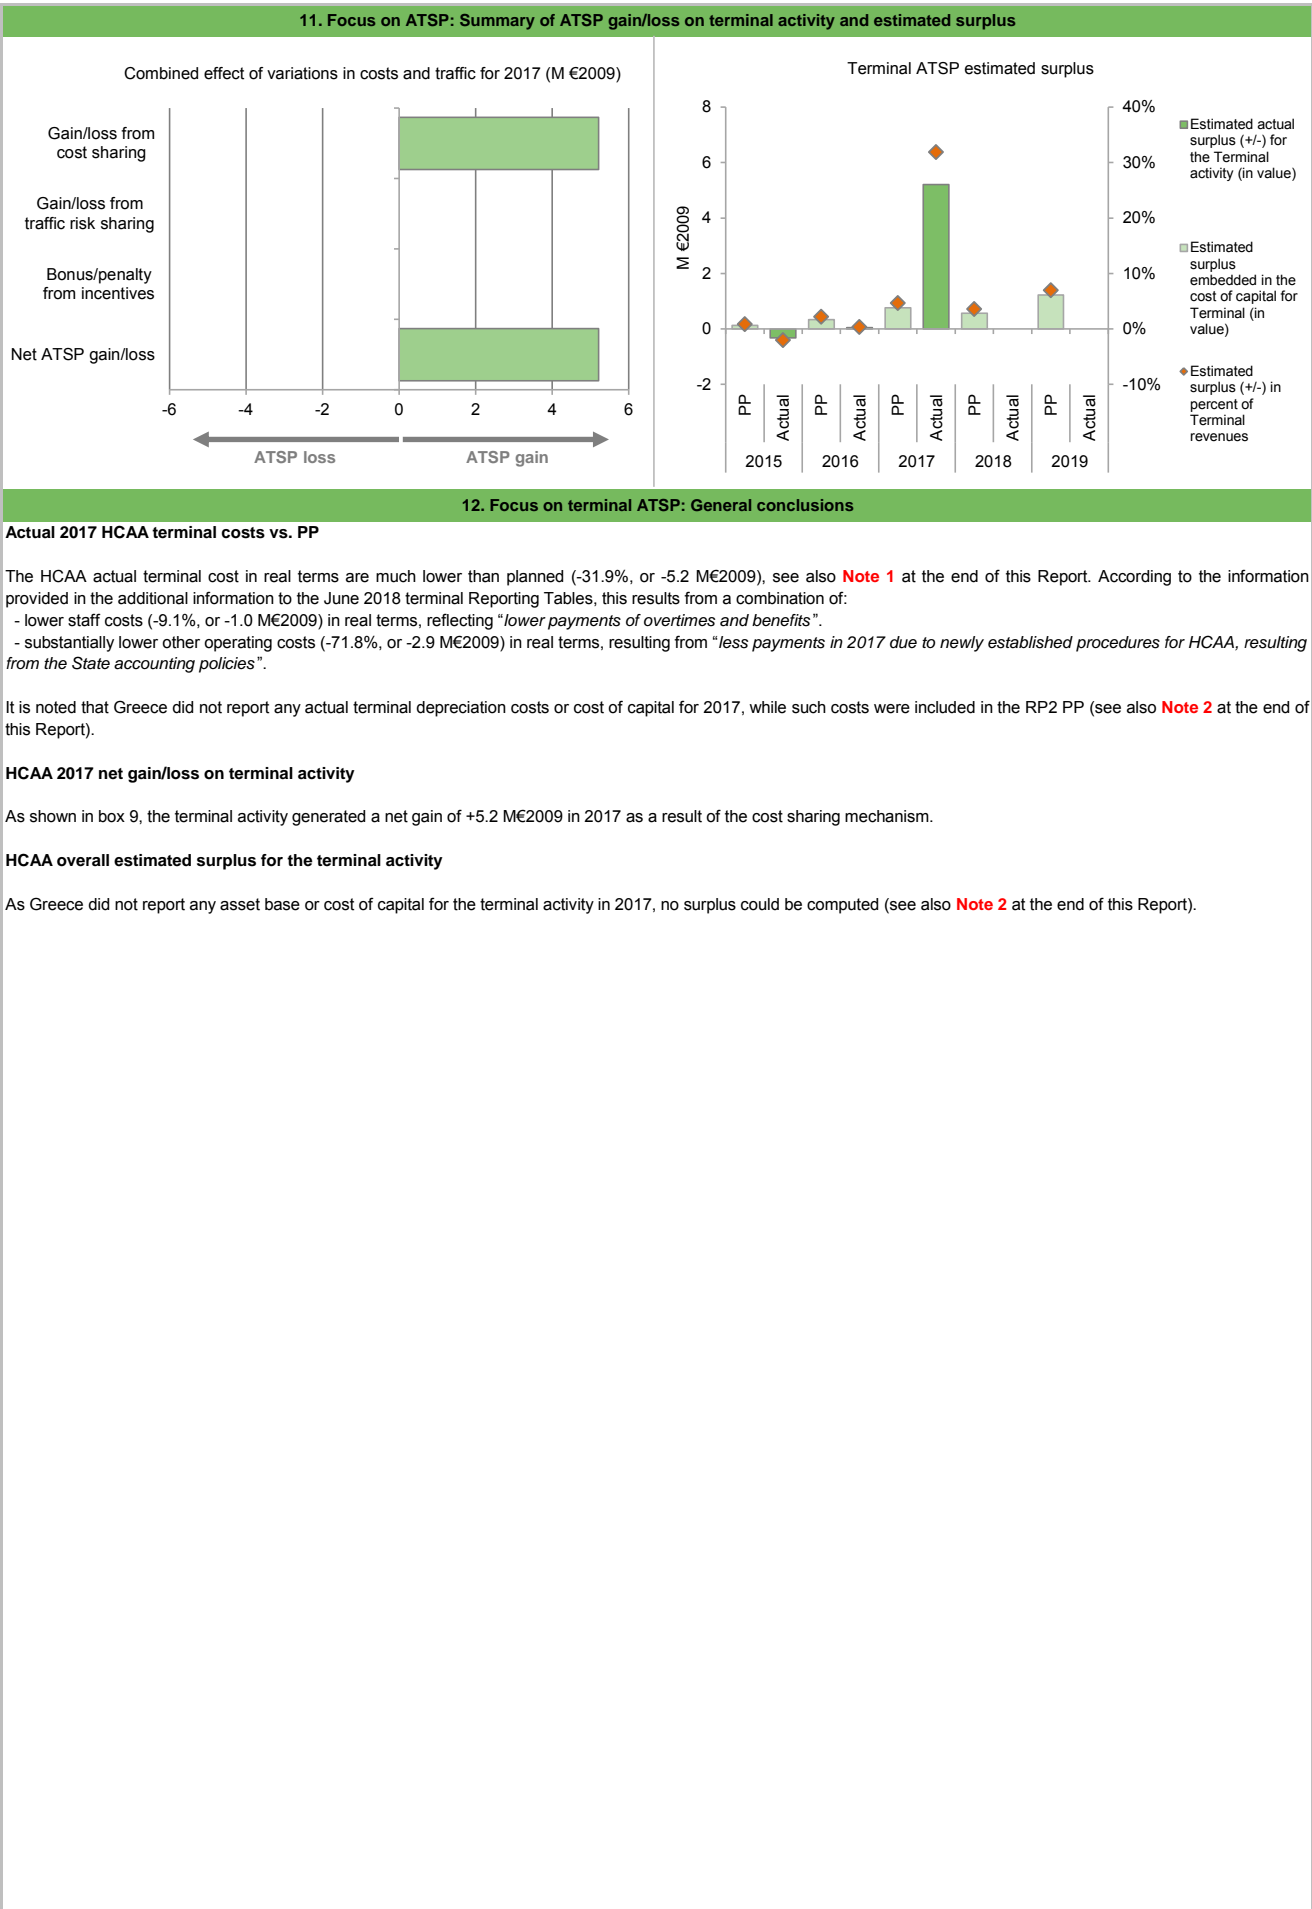 11. Focus on ATSP: Summary of ATSP gain/loss on terminal activity and estimated surplus
Combined effect of variations in costs and traffic for 2017 (M €2009)
Gain/loss from
cost sharing
Gain/loss from
traffic risk sharing
Bonus/penalty
from incentives
Net ATSP gain/loss
-6 -4 -2 0 2 4 6
ATSP loss ATSP gain
Terminal ATSP estimated surplus
M €2009
8
6
4
2
0
-2
40%
30%
20%
10%
0%
-10%
PP Actual PP Actual PP Actual PP Actual PP Actual
2015 2016 2017 2018 2019
Estimated actual
surplus (+/-) for
the Terminal
activity (in value)
Estimated
surplus
embedded in the
cost of capital for
Terminal (in
value)
Estimated
surplus (+/-) in
percent of
Terminal
revenues
12. Focus on terminal ATSP: General conclusions
Actual 2017 HCAA terminal costs vs. PP
The HCAA actual terminal cost in real terms are much lower than planned (-31.9%, or -5.2 M€2009), see also Note 1 at the end of this Report. According to the information
provided in the additional information to the June 2018 terminal Reporting Tables, this results from a combination of:
- lower staff costs (-9.1%, or -1.0 M€2009) in real terms, reflecting “lower payments of overtimes and benefits”.
- substantially lower other operating costs (-71.8%, or -2.9 M€2009) in real terms, resulting from “less payments in 2017 due to newly established procedures for HCAA, resulting
from the State accounting policies”.
It is noted that Greece did not report any actual terminal depreciation costs or cost of capital for 2017, while such costs were included in the RP2 PP (see also Note 2 at the end of
this Report).
HCAA 2017 net gain/loss on terminal activity
As shown in box 9, the terminal activity generated a net gain of +5.2 M€2009 in 2017 as a result of the cost sharing mechanism.
HCAA overall estimated surplus for the terminal activity
As Greece did not report any asset base or cost of capital for the terminal activity in 2017, no surplus could be computed (see also Note 2 at the end of this Report).